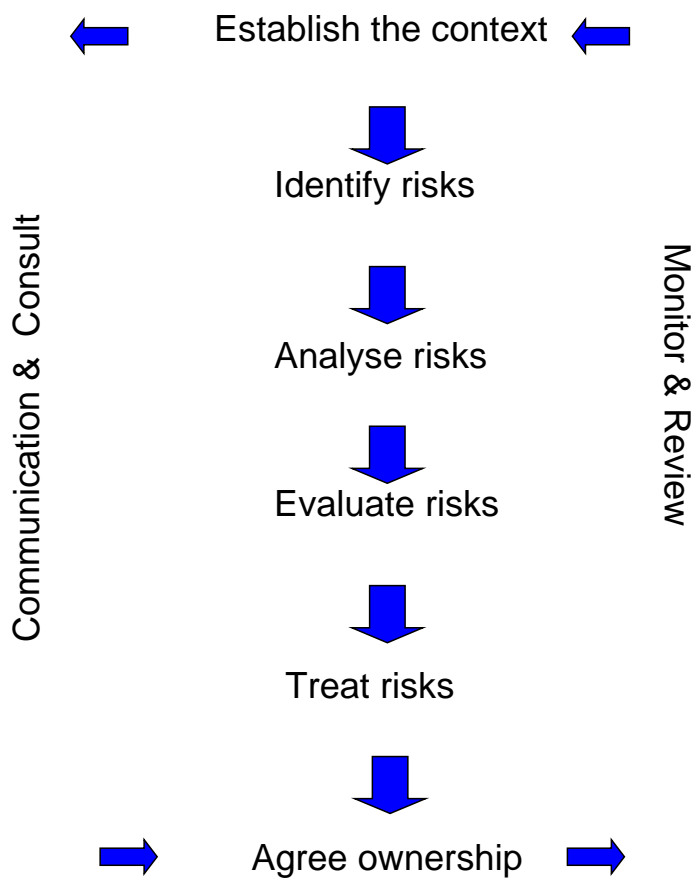 Establish the context
Identify risks
Analyse risks
Evaluate risks
Treat risks
Agree ownership
Communication & Consult
Monitor & Review